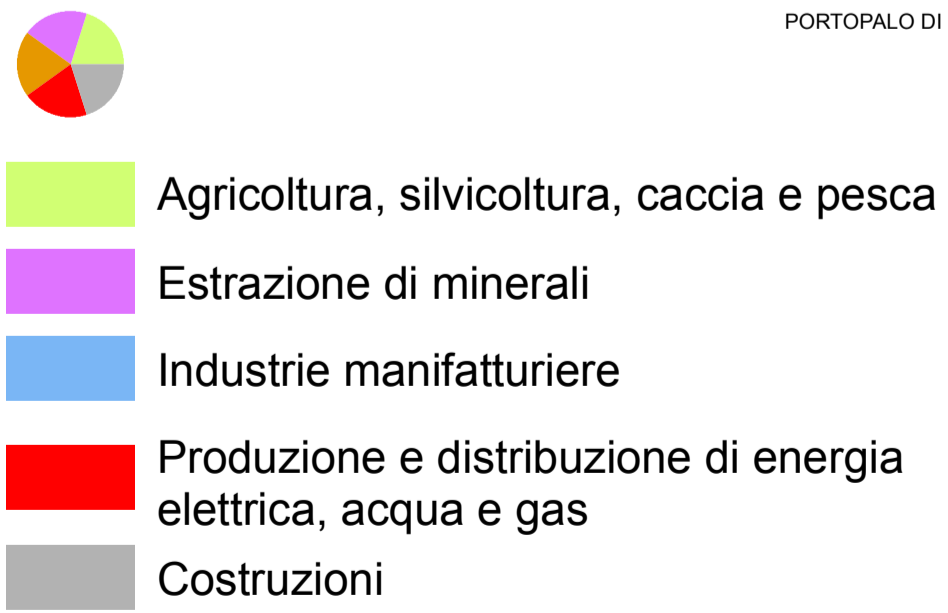 PORTOPALO DI
Agricoltura, silvicoltura, caccia e pesca
Estrazione di minerali
Industrie manifatturiere
Produzione e distribuzione di energia
elettrica, acqua e gas
Costruzioni